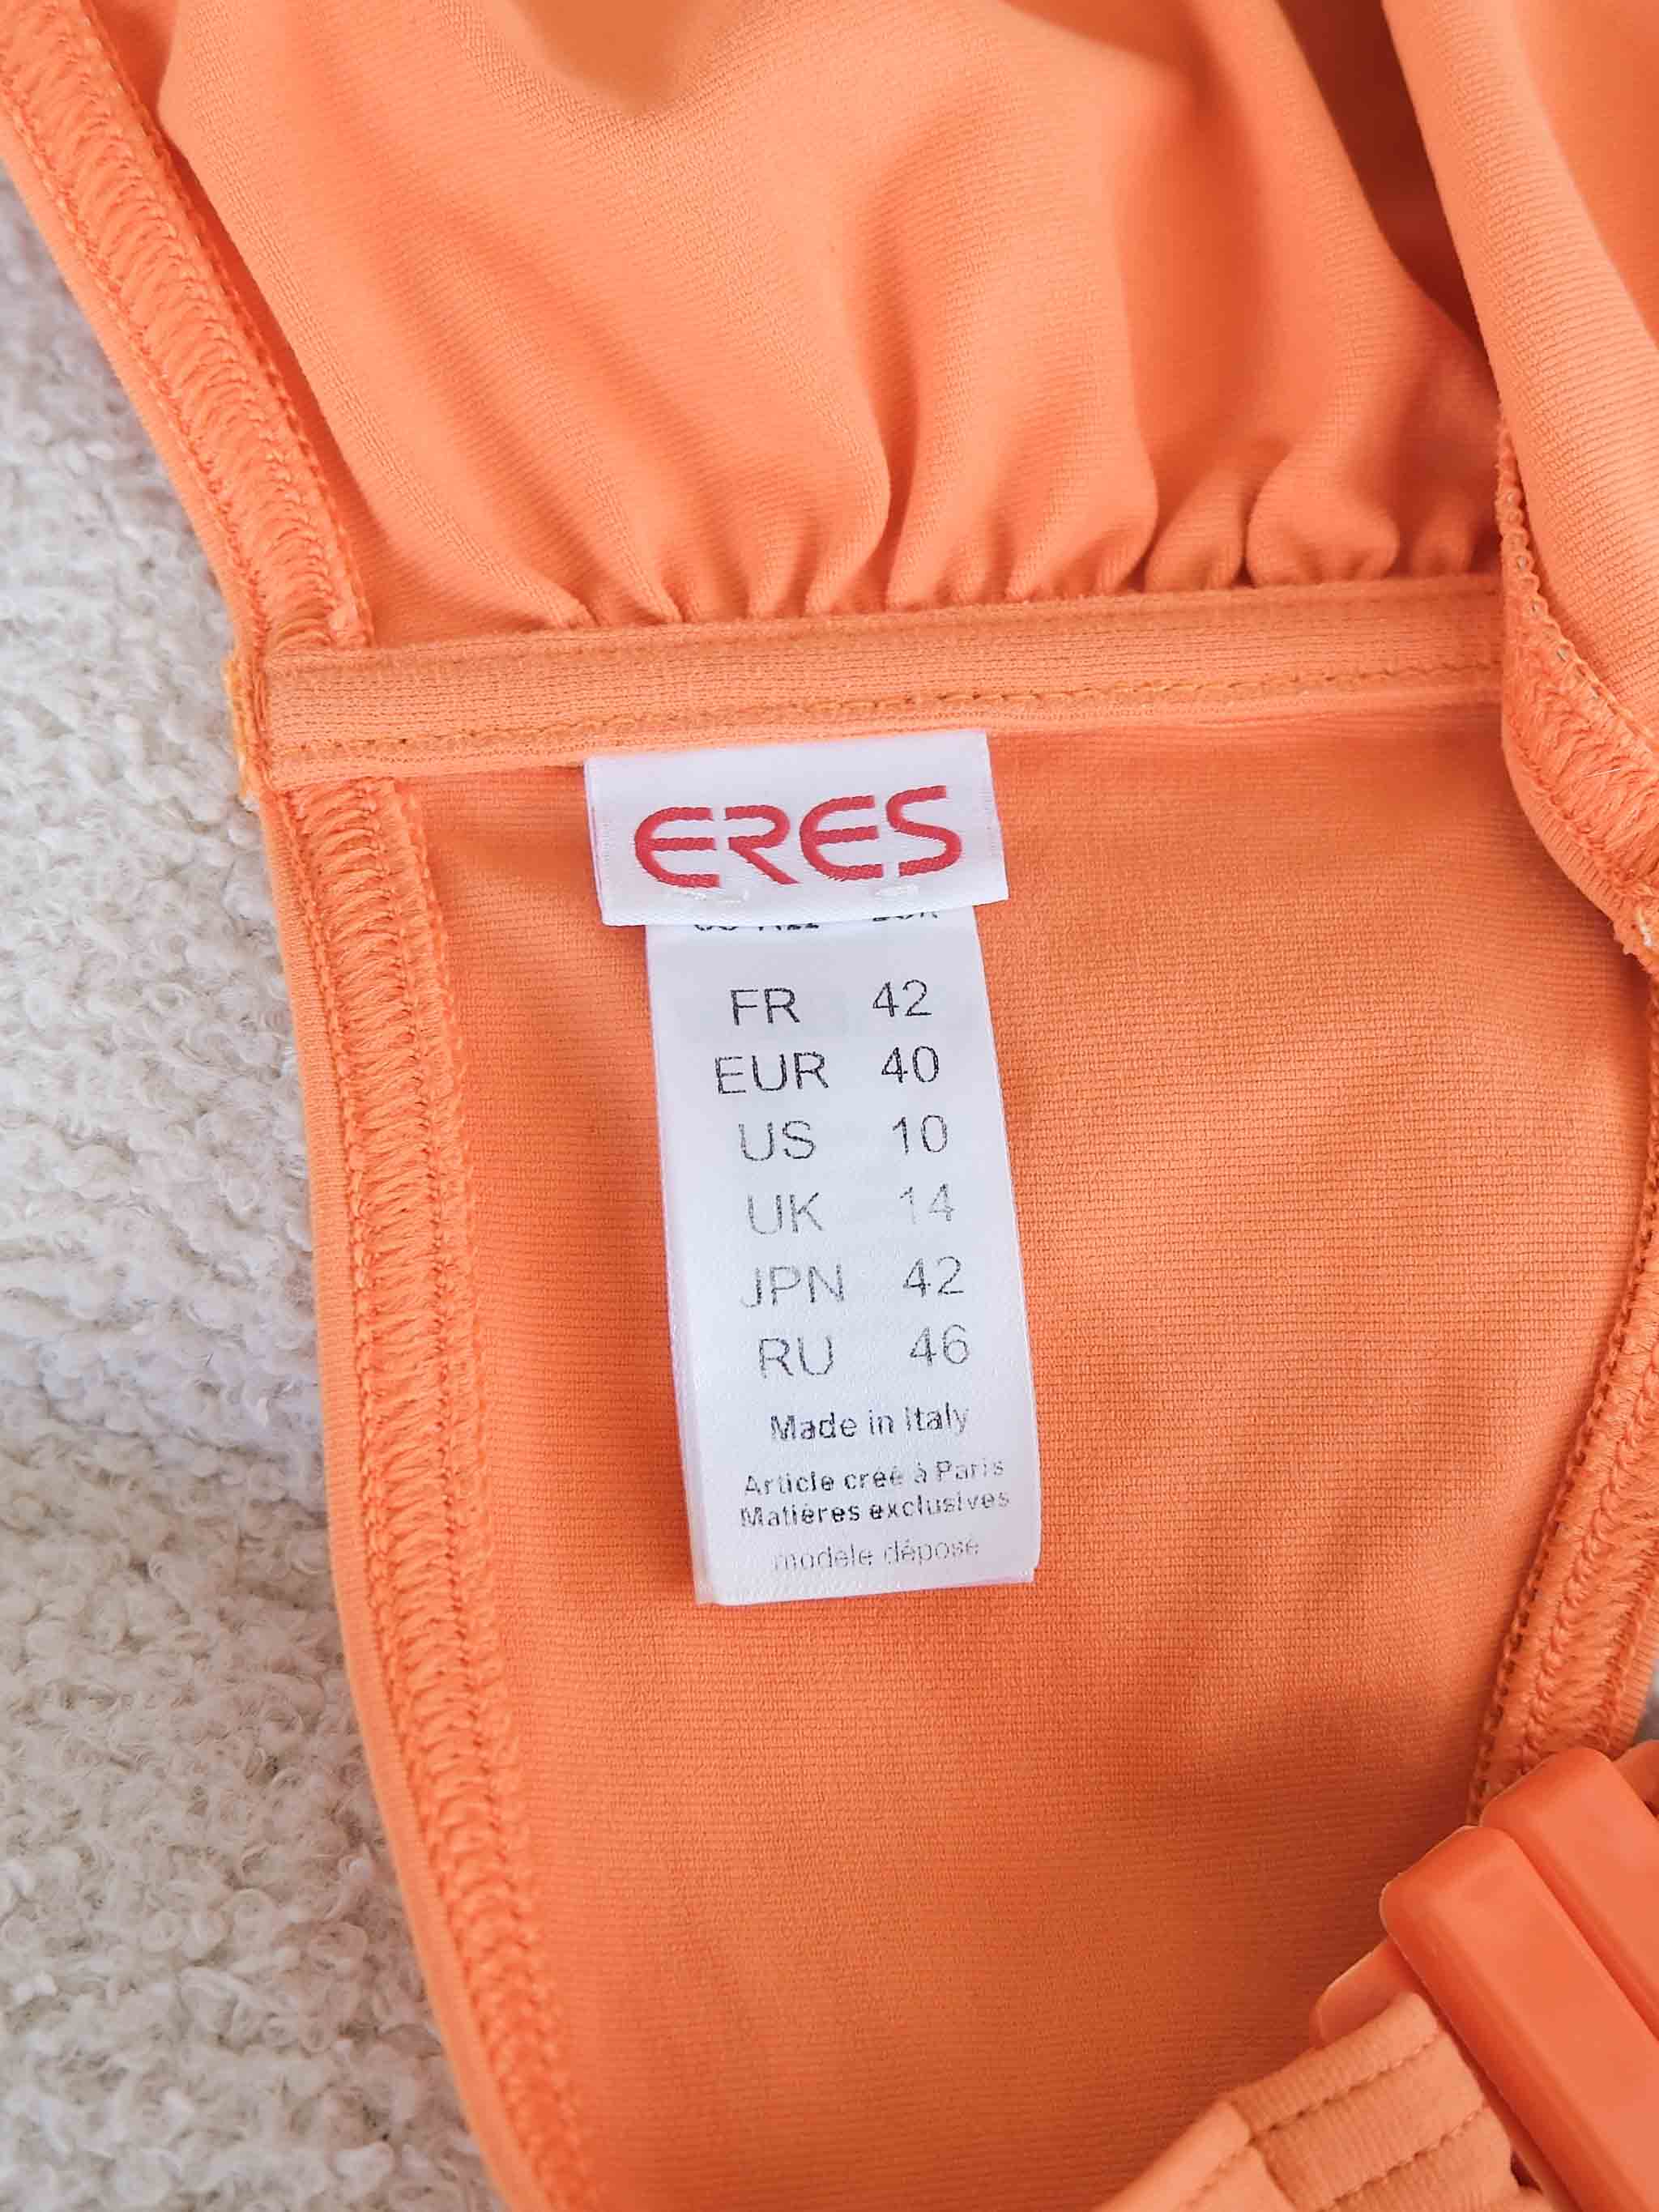 ERES
FR 42
EUR 40
US 10
UK 14
JPN 42
RU 46
Made in Italy
Article créé à Paris
Matières exclusives
modèle déposé